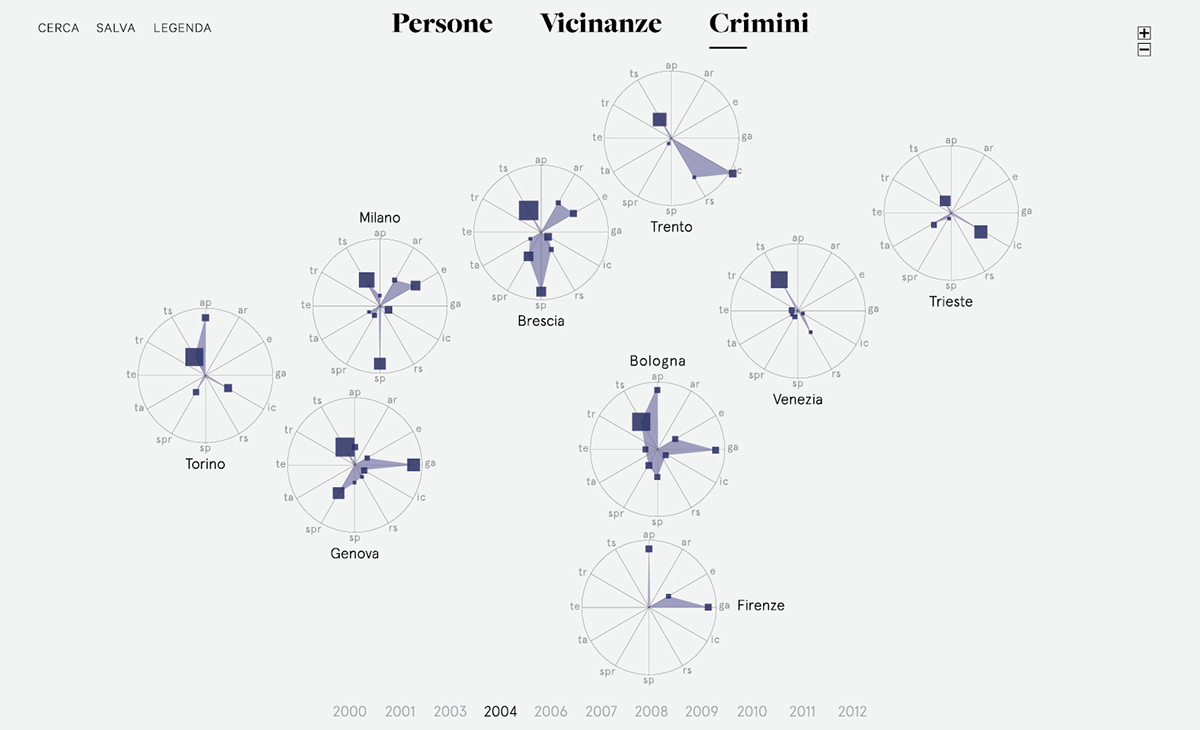 CERCA SALVA LEGENDA
Persone Vicinanze Crimini
ap
ts ar
tr e
te ga
ta ic
spr rs
sp
Torino
Milano
ap
ts ar
tr e
te ga
ta ic
spr rs
sp
ap
ts ar
tr e
te ga
ta ic
spr rs
sp
Genova
ap
ts ar
tr e
te ga
ta ic
spr rs
sp
Brescia
ap
ts ar
tr e
te ga
ta ic
spr rs
sp
Trento
Bologna
ap
ts ar
tr e
te ga
ta ic
spr rs
sp
ap
ts ar
tr e
te ga
ta ic
spr rs
sp
Firenze
ap
ts ar
tr e
te ga
ta ic
spr rs
sp
Venezia
ap
ts ar
tr e
te ga
ta ic
spr rs
sp
Trieste
2000 2001 2003 2004 2006 2007 2008 2009 2010 2011 2012